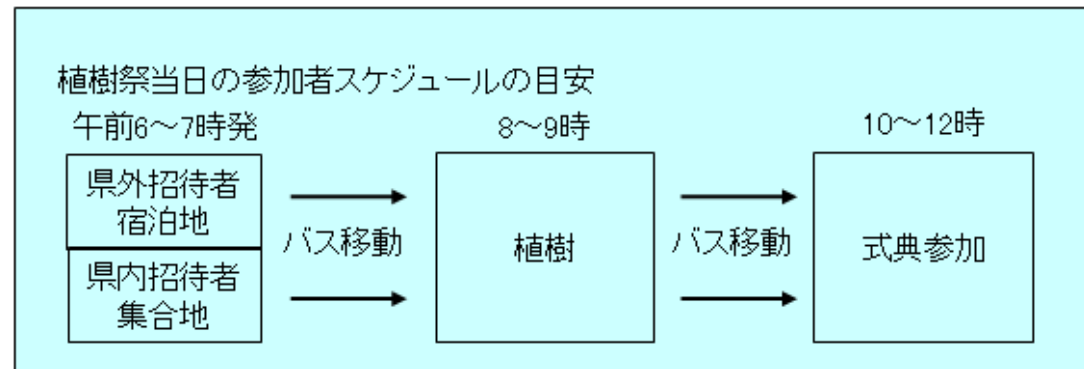 植樹祭当日の参加者スケジュールの目安
午前6～7時発
8～9時
10～12時
県外招待者
宿泊地
県内招待者
集合地
バス移動
植樹
バス移動
式典参加